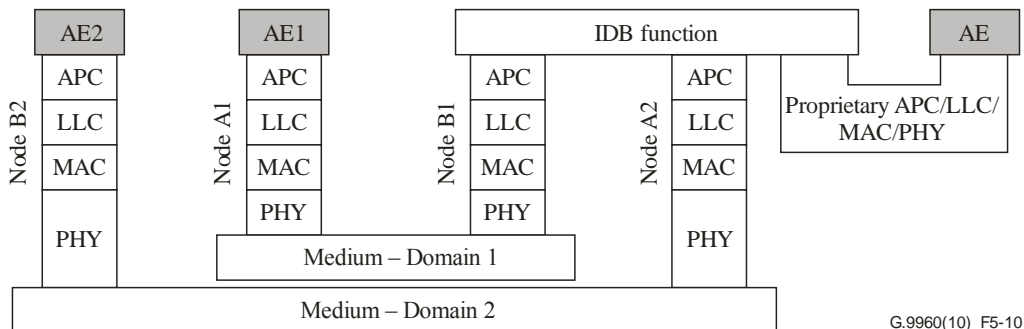 AE2
AE1
IDB function
AE
Node B2
APC
LLC
MAC
PHY
Node A1
APC
LLC
MAC
PHY
Node B1
APC
LLC
MAC
PHY
Node A2
APC
LLC
MAC
PHY
Proprietary APC/LLC/
MAC/PHY
Medium – Domain 1
Medium – Domain 2
G.9960(10)_F5-10